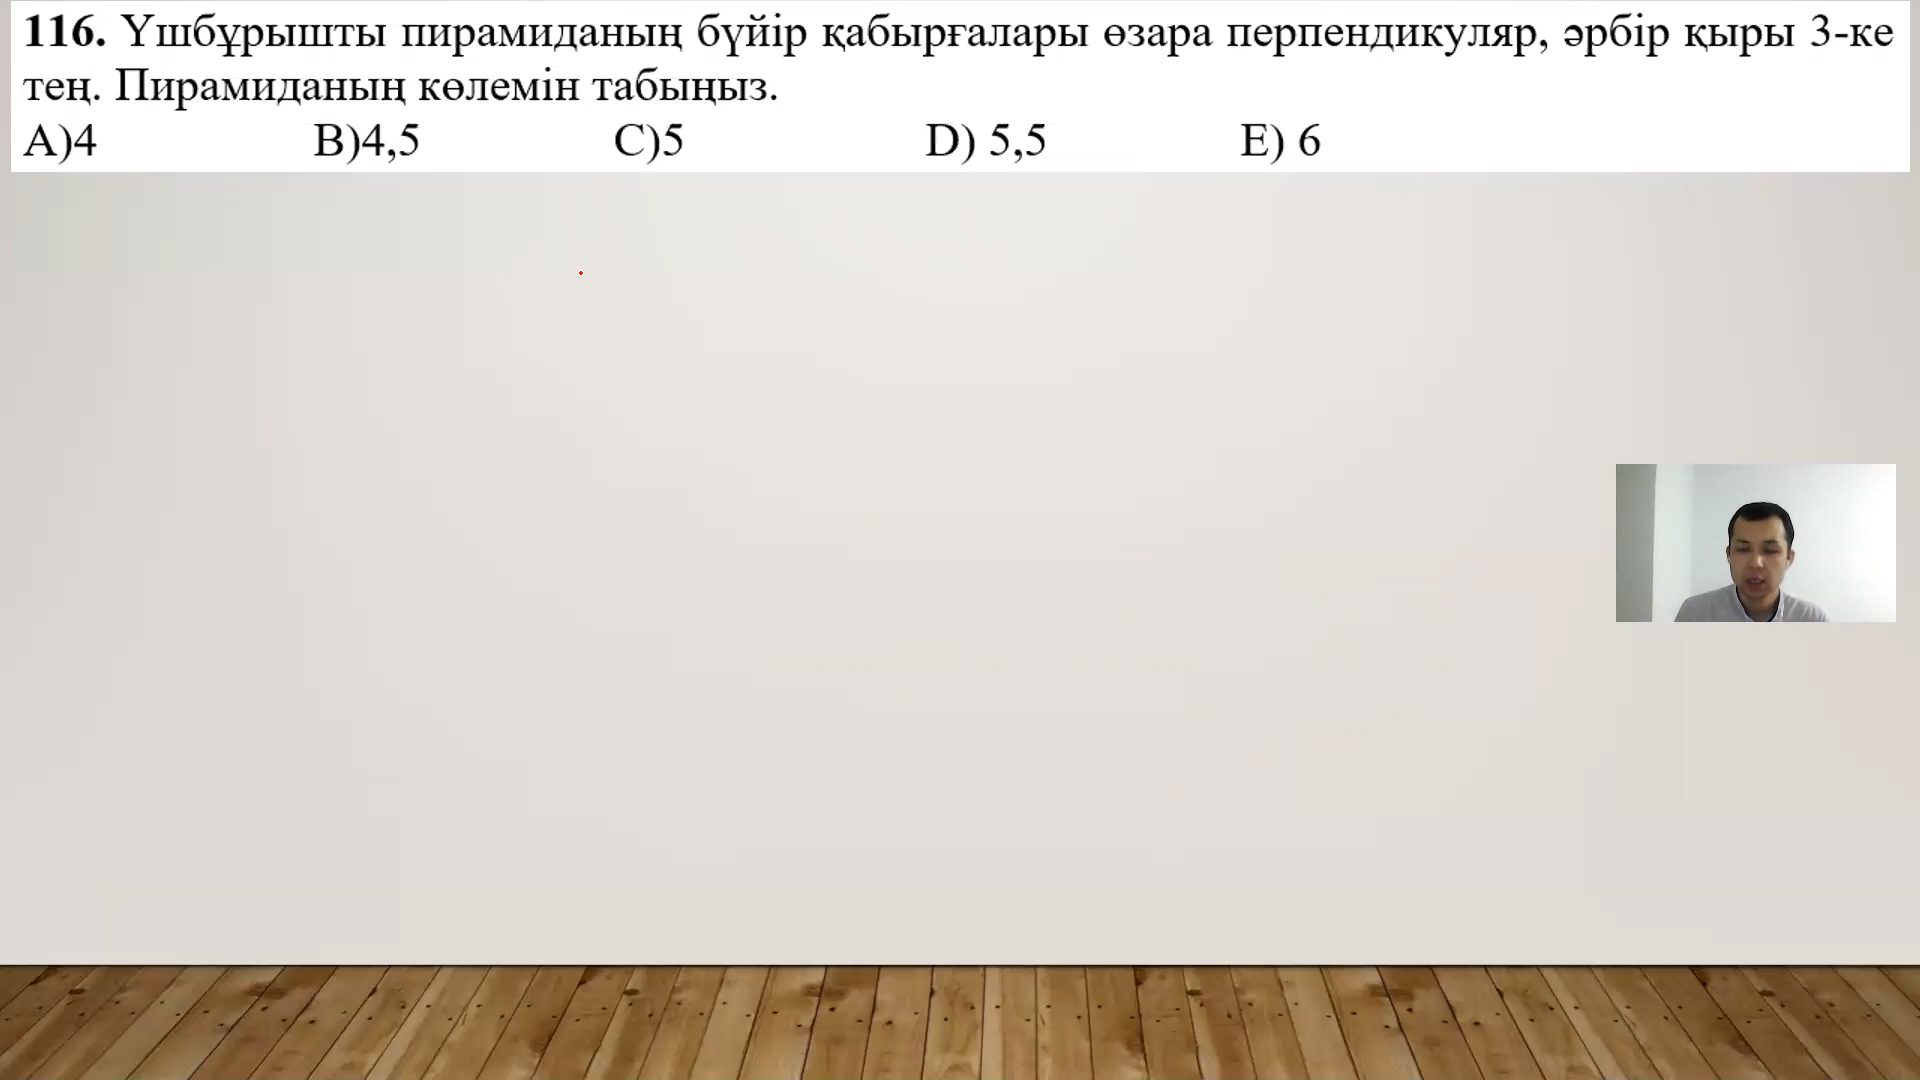 116. Үшбұрышты пирамиданың бүйір қабырғалары өзара перпендикуляр, әрбір қыры 3-ке
тең. Пирамиданың көлемін табыңыз.
A)4 B)4,5 C)5 D) 5,5 E) 6